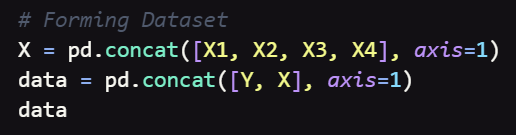 # Forming Dataset
X = pd.concat([X1, X2, X3, X4], axis=1)
data = pd.concat([Y, X], axis=1)
data